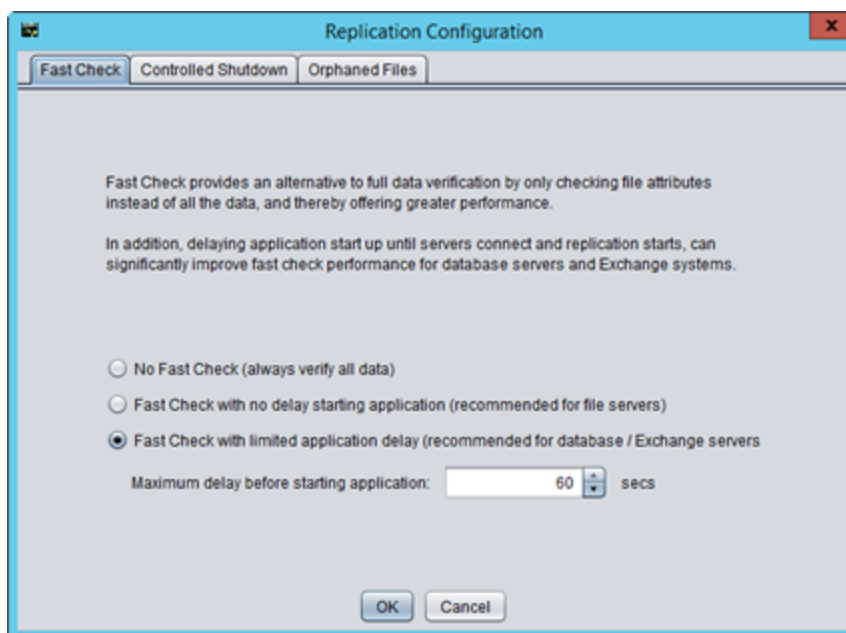 Replication Configuration
x
Fast Check Controlled Shutdown Orphaned Files
Fast Check provides an alternative to full data verification by only checking file attributes
instead of all the data, and thereby offering greater performance.
In addition, delaying application start up until servers connect and replication starts, can
significantly improve fast check performance for database servers and Exchange systems.
No Fast Check (always verify all data)
Fast Check with no delay starting application (recommended for file servers)
Fast Check with limited application delay (recommended for database / Exchange servers
Maximum delay before starting application: 60 secs
OK Cancel